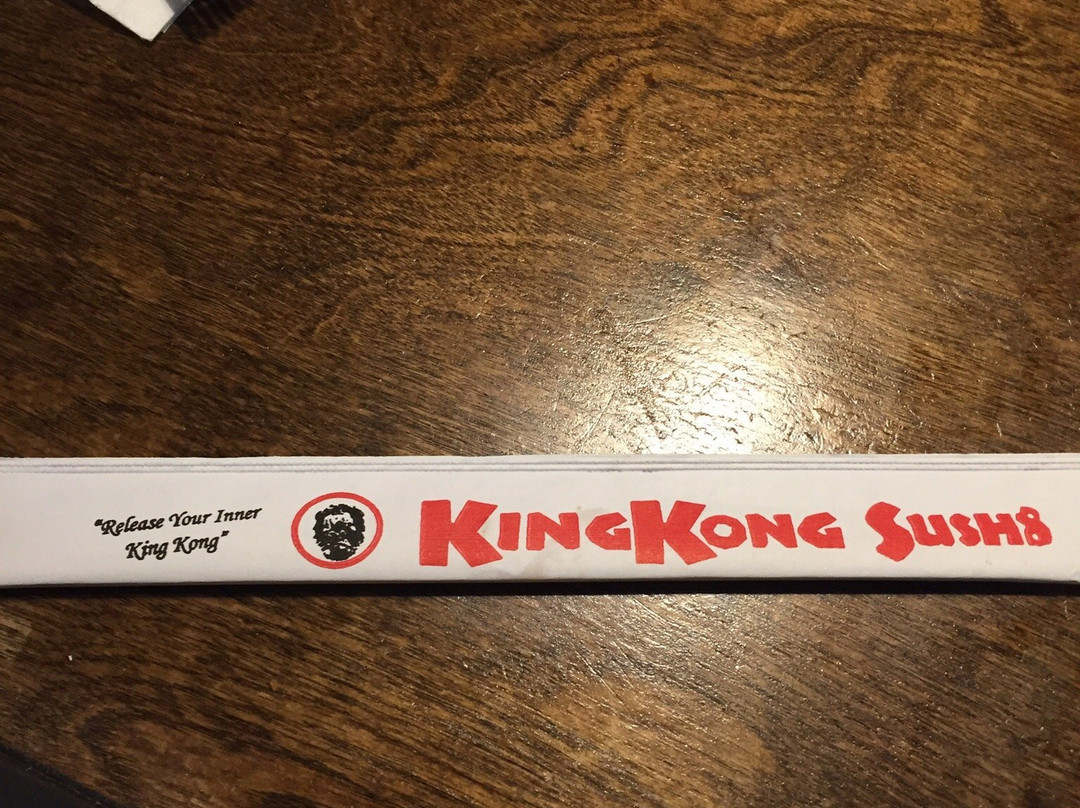 “Release Your Inner
King Kong”
KINGKONG SUSH8